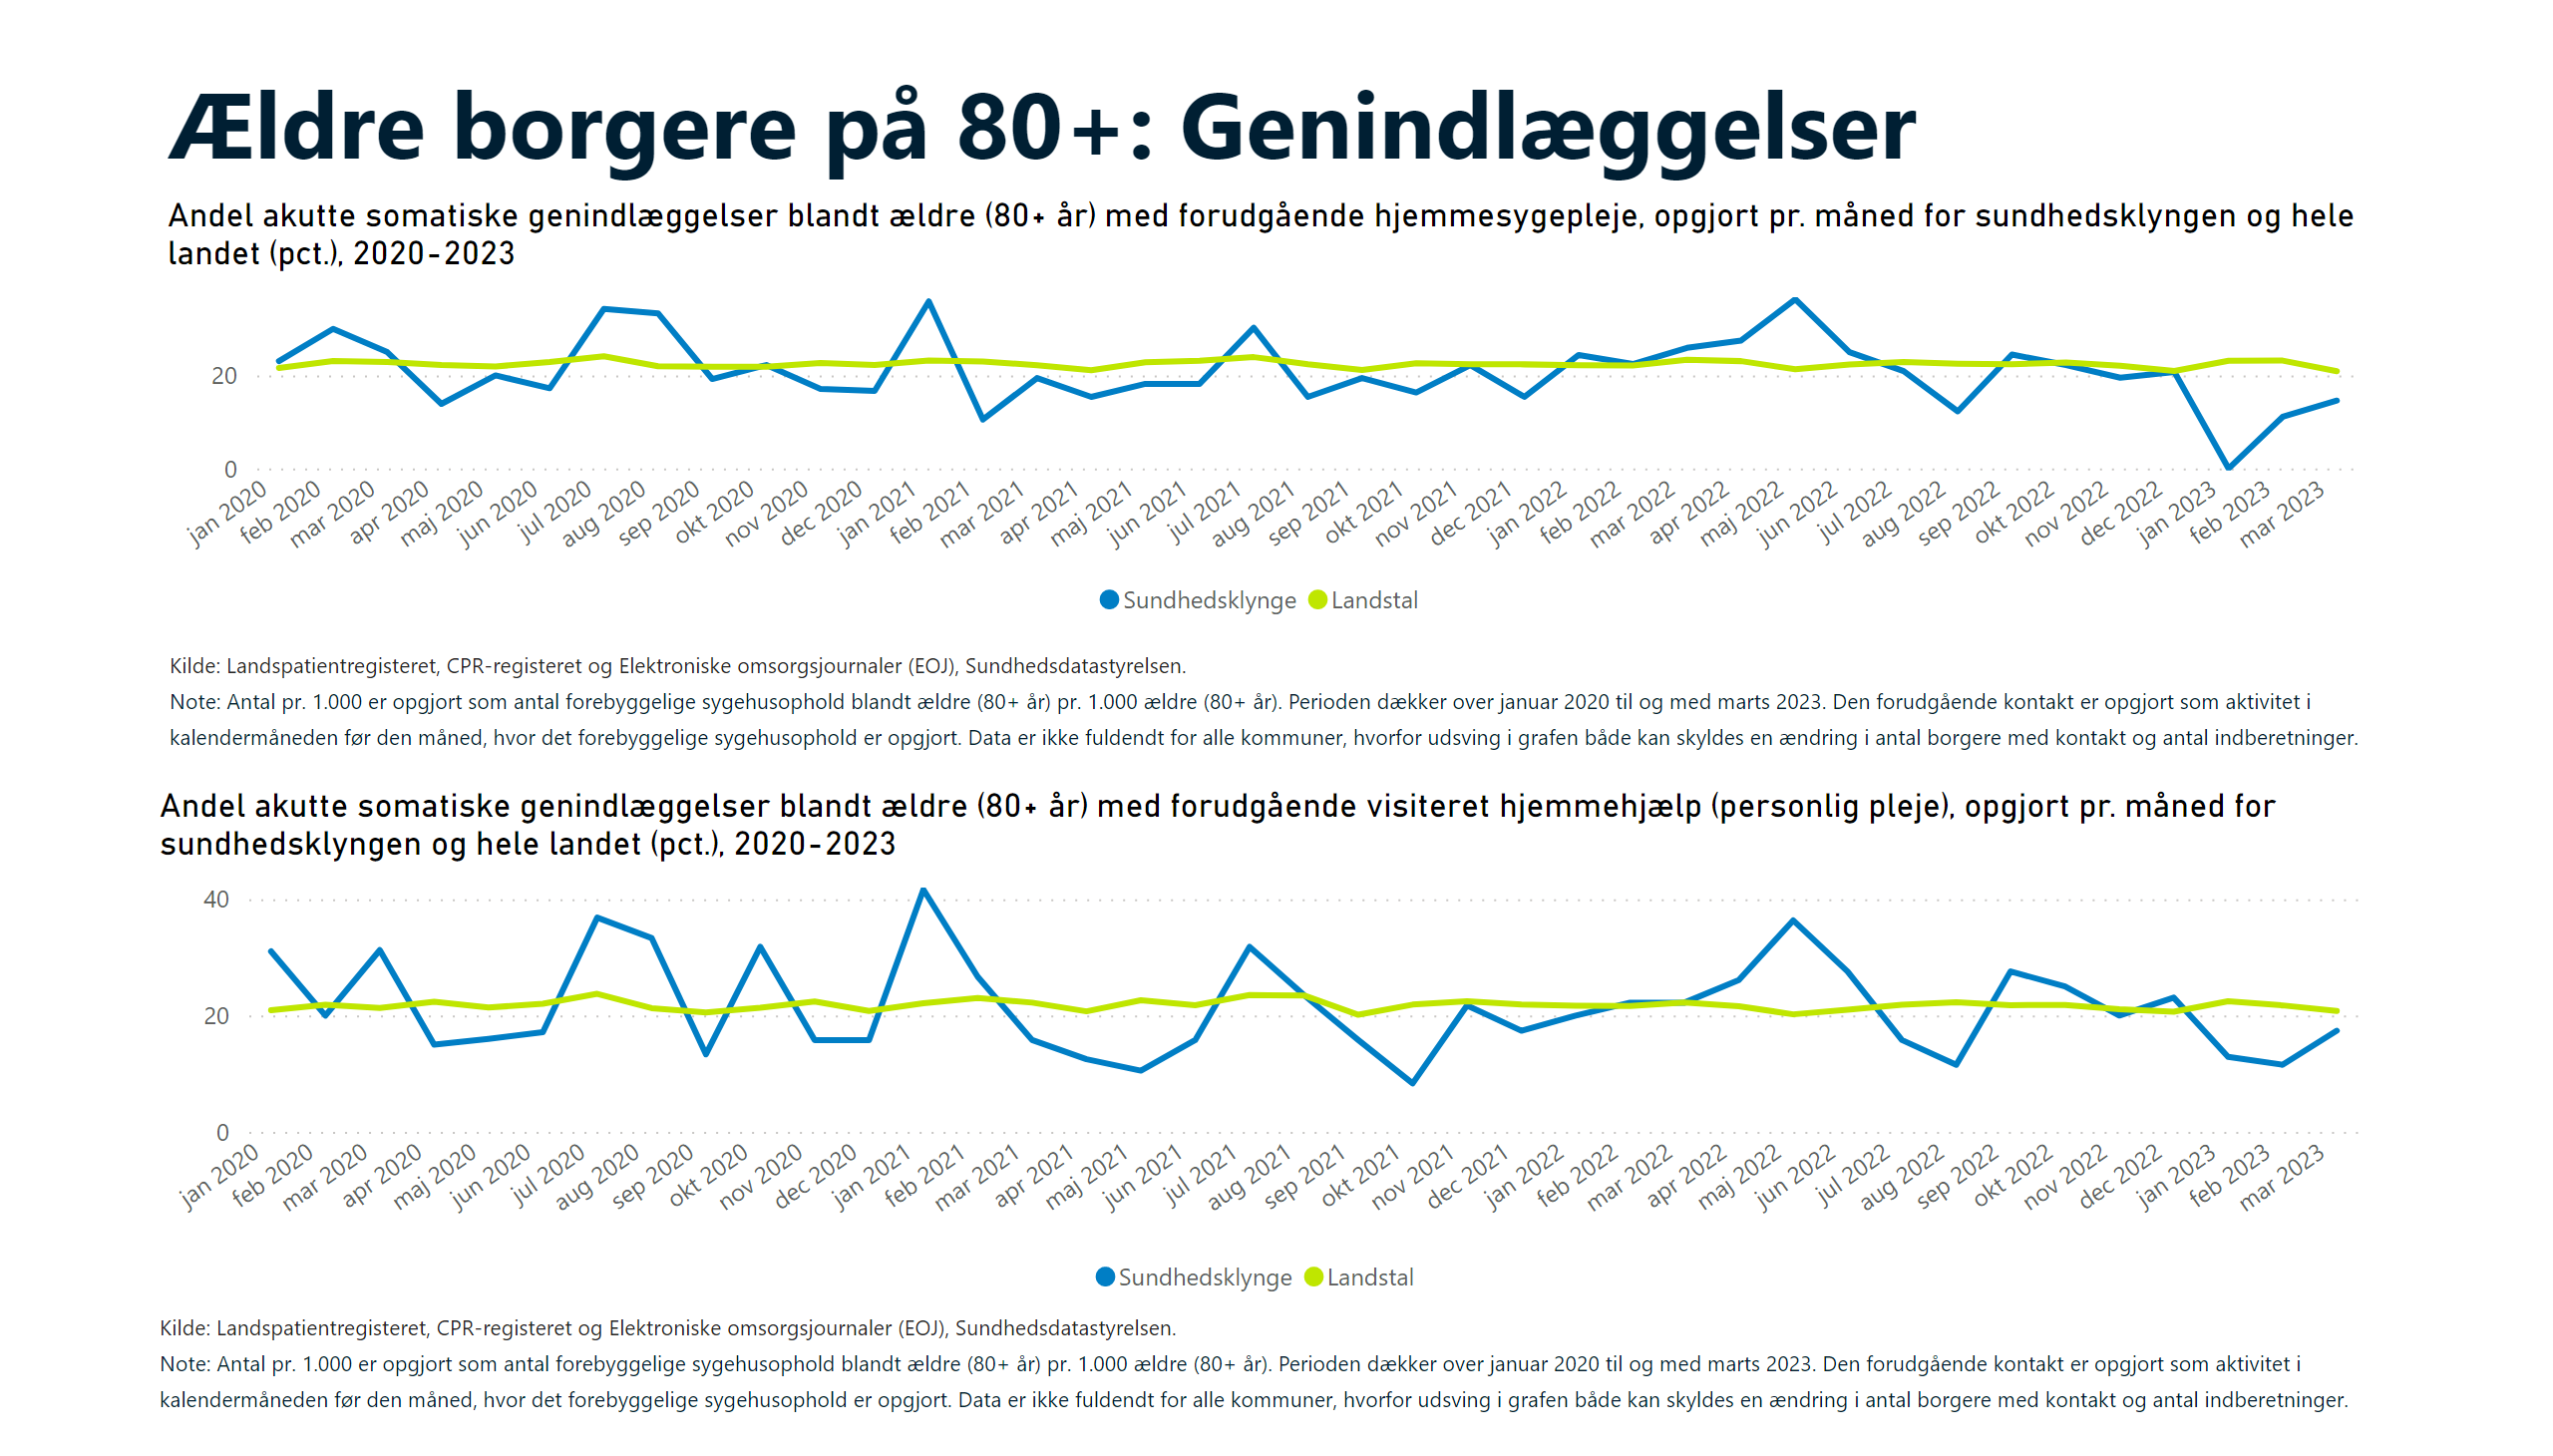 Ældre borgere på 80+: Genindlæggelser
Andel akutte somatiske genindlæggelser blandt ældre (80+ år) med forudgående hjemmesygepleje, opgjort pr. måned for sundhedsklyngen og hele
landet (pct.), 2020-2023
20
0
jan 2020
feb 2020
mar 2020
apr 2020
maj 2020
jun 2020
jul 2020
aug 2020
sep 2020
okt 2020
nov 2020
dec 2020
jan 2021
feb 2021
mar 2021
apr 2021
maj 2021
jun 2021
jul 2021
aug 2021
sep 2021
okt 2021
nov 2021
dec 2021
jan 2022
feb 2022
mar 2022
apr 2022
maj 2022
jun 2022
jul 2022
aug 2022
sep 2022
okt 2022
nov 2022
dec 2022
jan 2023
feb 2023
mar 2023
Sundhedsklynge Landstal
Kilde: Landspatientregisteret, CPR-registeret og Elektroniske omsorgsjournaler (EOJ), Sundhedsdatastyrelsen.
Note: Antal pr. 1.000 er opgjort som antal forebyggelige sygehusophold blandt ældre (80+ år) pr. 1.000 ældre (80+ år). Perioden dækker over januar 2020 til og med marts 2023. Den forudgående kontakt er opgjort som aktivitet i
kalendermåneden før den måned, hvor det forebyggelige sygehusophold er opgjort. Data er ikke fuldendt for alle kommuner, hvorfor udsving i grafen både kan skyldes en ændring i antal borgere med kontakt og antal indberetninger.
Andel akutte somatiske genindlæggelser blandt ældre (80+ år) med forudgående visiteret hjemmehjælp (personlig pleje), opgjort pr. måned for
sundhedsklyngen og hele landet (pct.), 2020-2023
40
20
0
jan 2020
feb 2020
mar 2020
apr 2020
maj 2020
jun 2020
jul 2020
aug 2020
sep 2020
okt 2020
nov 2020
dec 2020
jan 2021
feb 2021
mar 2021
apr 2021
maj 2021
jun 2021
jul 2021
aug 2021
sep 2021
okt 2021
nov 2021
dec 2021
jan 2022
feb 2022
mar 2022
apr 2022
maj 2022
jun 2022
jul 2022
aug 2022
sep 2022
okt 2022
nov 2022
dec 2022
jan 2023
feb 2023
mar 2023
Sundhedsklynge Landstal
Kilde: Landspatientregisteret, CPR-registeret og Elektroniske omsorgsjournaler (EOJ), Sundhedsdatastyrelsen.
Note: Antal pr. 1.000 er opgjort som antal forebyggelige sygehusophold blandt ældre (80+ år) pr. 1.000 ældre (80+ år). Perioden dækker over januar 2020 til og med marts 2023. Den forudgående kontakt er opgjort som aktivitet i
kalendermåneden før den måned, hvor det forebyggelige sygehusophold er opgjort. Data er ikke fuldendt for alle kommuner, hvorfor udsving i grafen både kan skyldes en ændring i antal borgere med kontakt og antal indberetninger.